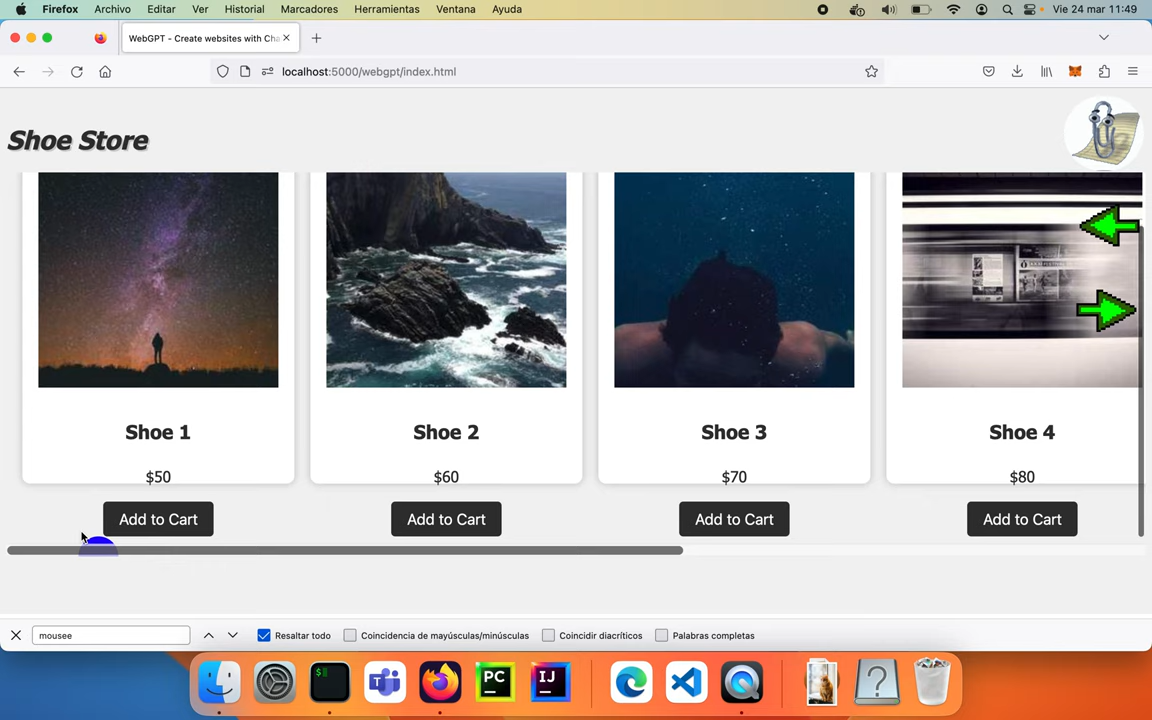 Firefox Archivo Editar Ver Historial Marcadores Herramientas Ventana Ayuda Vie 24 mar 11:49
WebGPT - Create websites with Cha
localhost:5000/webgpt/index.html
Shoe Store
Shoe 1 Shoe 2 Shoe 3 Shoe 4
$50 $60 $70 $80
Add to Cart Add to Cart Add to Cart Add to Cart
mousee Resaltar todo Coincidencia de mayúsculas/minúsculas Coincidir diacríticos Palabras completas
PC IJ